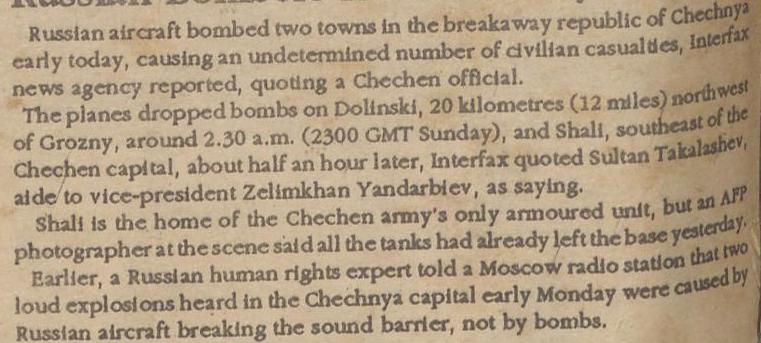 Russian aircraft bombed two towns in the breakaway republic of Chechnya
early today, causing an undetermined number of civilian casualties, Interfax
news agency reported, quoting a Chechen official.
The planes dropped bombs on Dolinski, 20 kilometres (12 miles) northwest
of Grozny, around 2.30 a.m. (2300 GMT Sunday), and Shali, southeast of the
Chechen capital, about half an hour later, Interfax quoted Sultan Takalashev,
aide to vice-president Zelimkhan Yandarbiev, as saying.
Shali is the home of the Chechen army's only armoured unit, but an AFP
photographer at the scene said all the tanks had already left the base yesterday.
Earlier, a Russian human rights expert told a Moscow radio station that two
loud explosions heard in the Chechnya capital early Monday were caused by
Russian aircraft breaking the sound barrier, not by bombs.